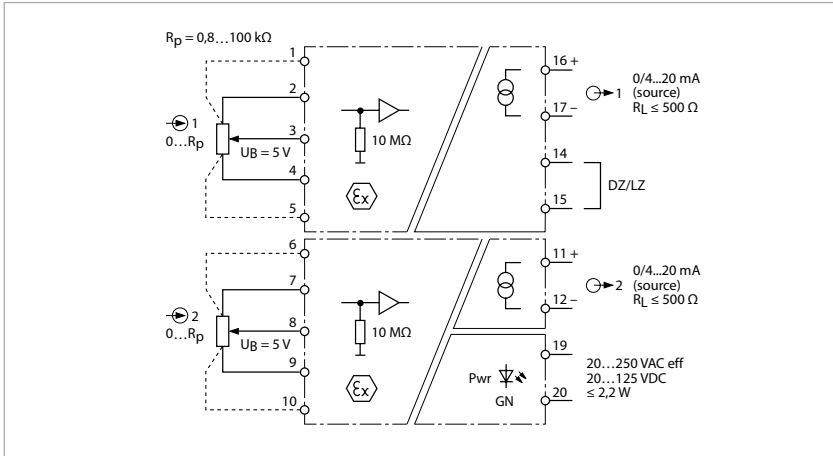 Rp = 0,8…100 kΩ
1
2
3
4
5
1
0…Rp
UB = 5 V
10 MΩ
εx
16 +
17 –
14
15
1
0/4...20 mA
(source)
RL ≤ 500 Ω
DZ/LZ
6
7
8
9
10
2
0…Rp
UB = 5 V
10 MΩ
εx
11 +
12 –
2
0/4...20 mA
(source)
RL ≤ 500 Ω
19
20
Pwr
GN
20…250 VAC eff
20…125 VDC
≤ 2,2 W